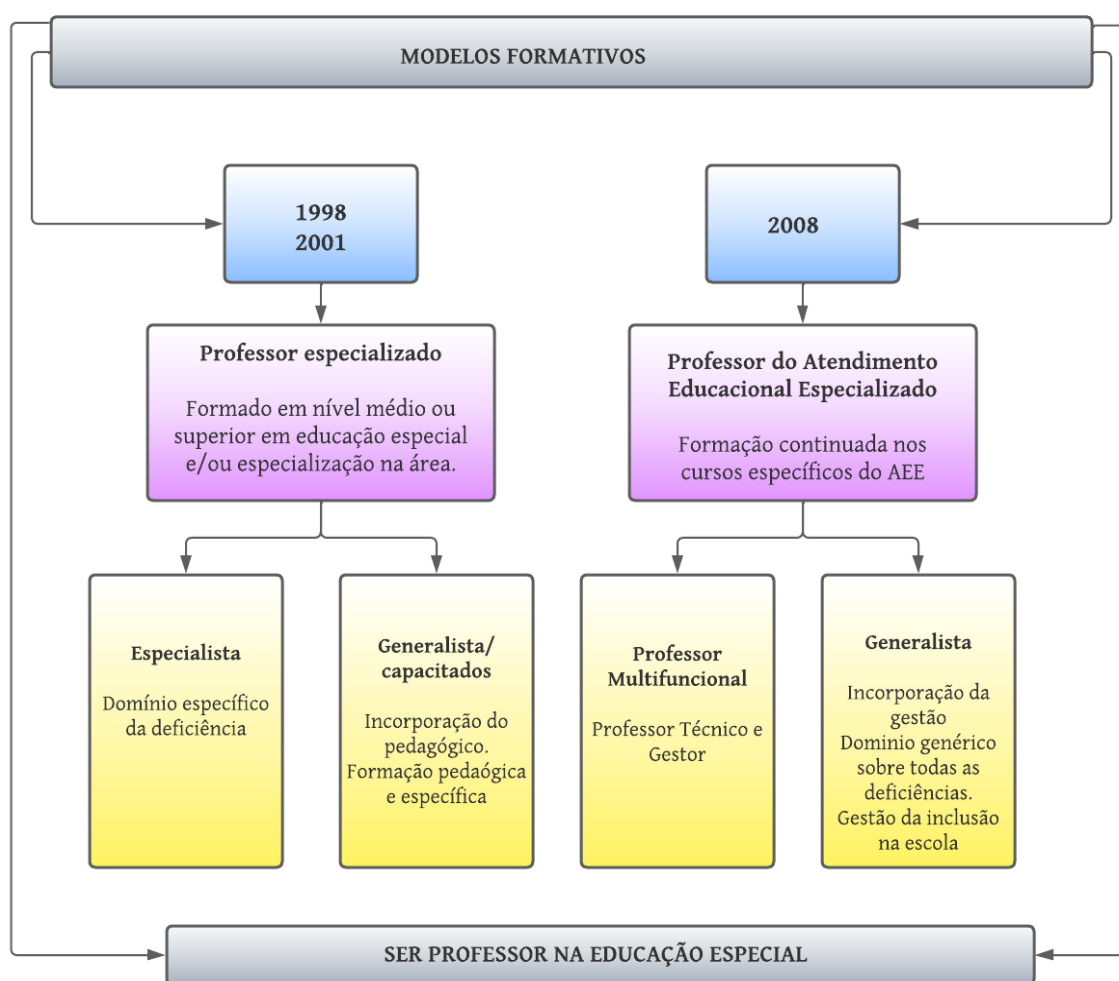 MODELOS FORMATIVOS
1998
2001
2008
Professor especializado
Formado em nível médio ou
superior em educação especial
e/ou especialização na área.
Professor do Atendimento
Educacional Especializado
Formação continuada nos
cursos específicos do AEE
Especialista
Domínio específico
da deficiência
Generalista/
capacitados
Incorporação do
pedagógico.
Formação pedaógica
e específica
Professor
Multifuncional
Professor Técnico e
Gestor
Generalista
Incorporação da
gestão
Dominio genérico
sobre todas as
deficiências.
Gestão da inclusão
na escola
SER PROFESSOR NA EDUCAÇÃO ESPECIAL